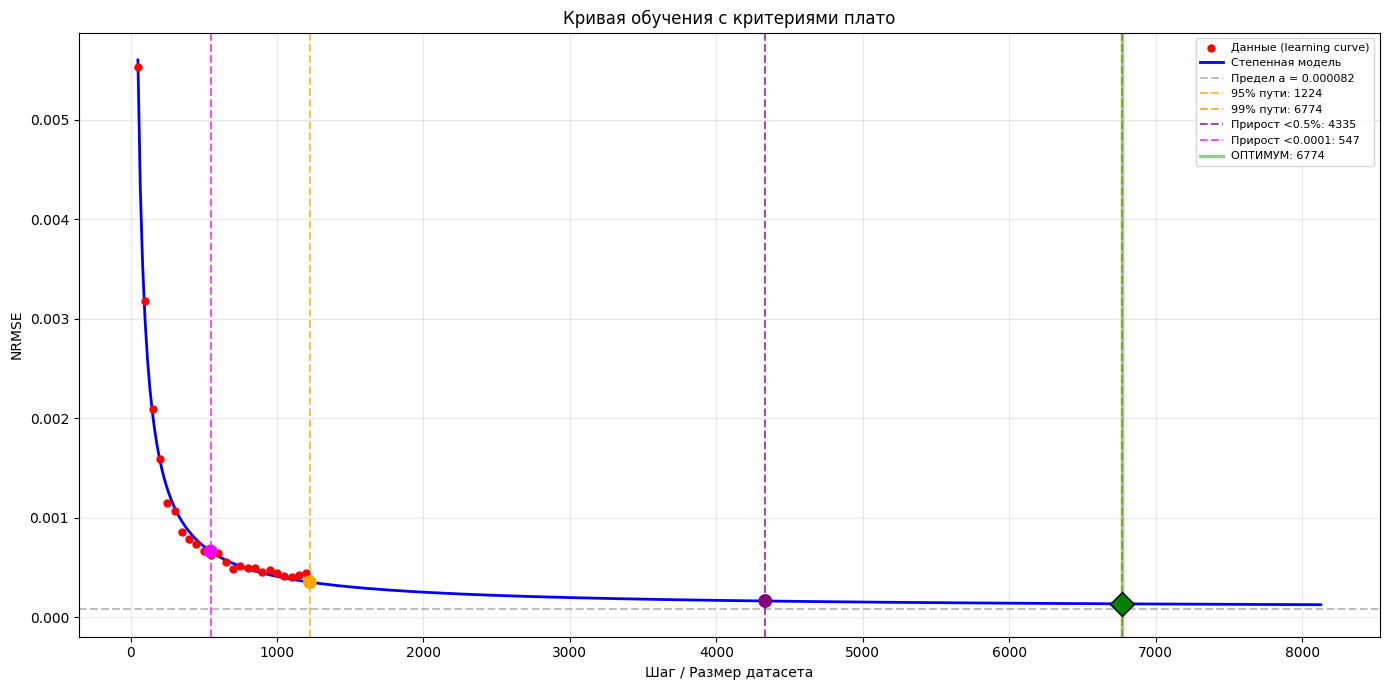 Кривая обучения с критериями плато
Данные (learning curve)
Степенная модель
Предел a = 0.000082
95% пути: 1224
99% пути: 6774
Прирост <0.5%: 4335
Прирост <0.0001: 547
ОПТИМУМ: 6774
NRMSE
0.005
0.004
0.003
0.002
0.001
0.000
0
1000
2000
3000
4000
5000
6000
7000
8000
Шаг / Размер датасета